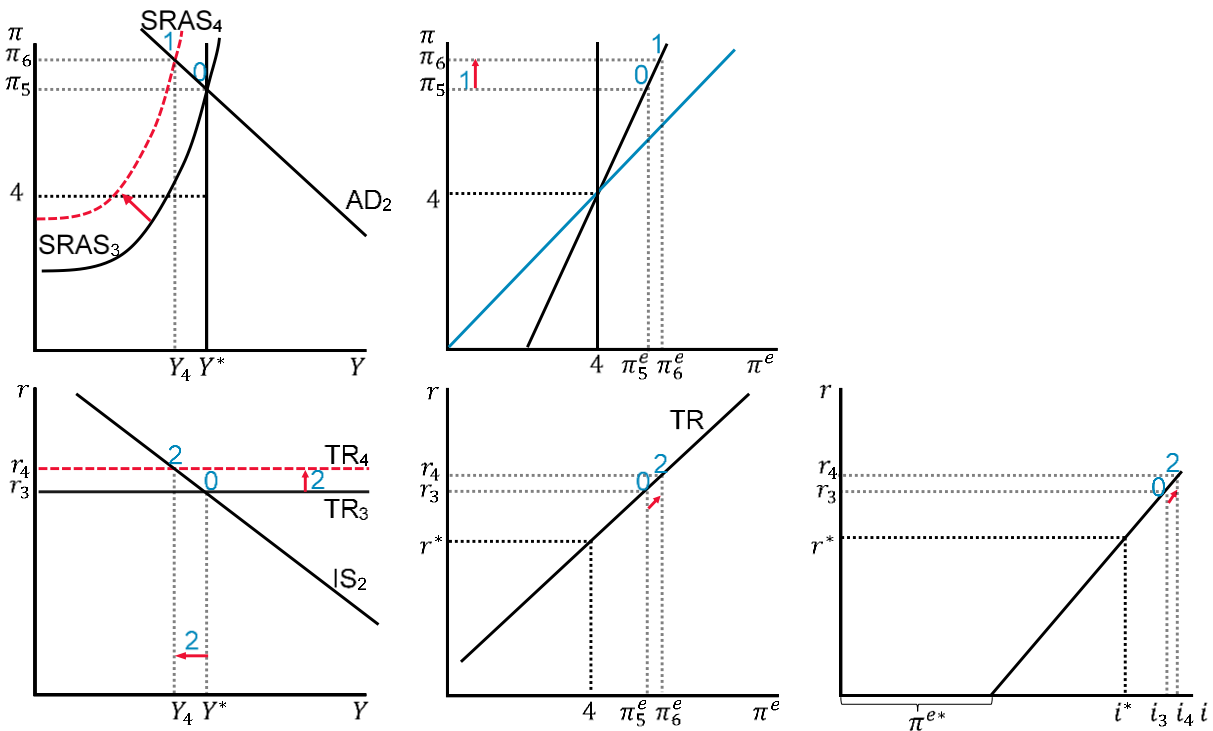 SRAS₄
π
1
π₆
0
π₅
4
SRAS₃
AD₂
Y₄ Y* Y
π
1
π₆
0
1
π₅
4
4 π₅ᵉ π₆ᵉ πᵉ
r
2
TR₄
r₄
0
2
r₃
TR₃
IS₂
2
Y₄ Y* Y
r
TR
2
r₄
0
r₃
r*
4 π₅ᵉ π₆ᵉ πᵉ
r
2
r₄
0
r₃
r*
i* i₃ i₄ i
πᵉ*